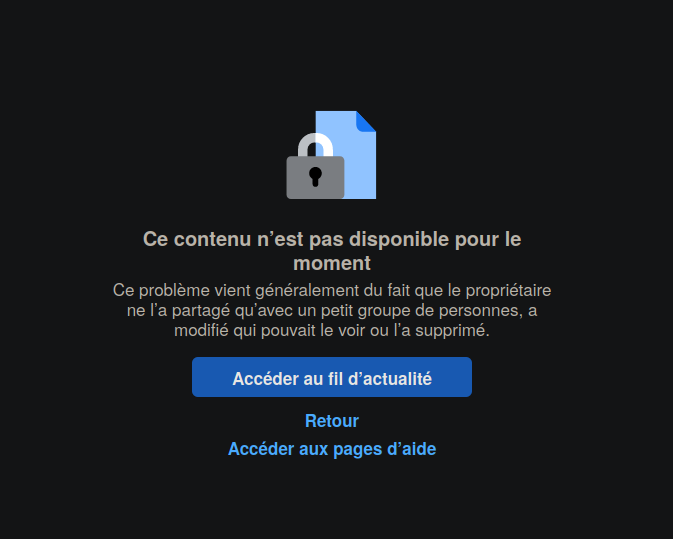 Ce contenu n’est pas disponible pour le
moment
Ce problème vient généralement du fait que le propriétaire
ne l’a partagé qu’avec un petit groupe de personnes, a
modifié qui pouvait le voir ou l’a supprimé.
Accéder au fil d’actualité
Retour
Accéder aux pages d’aide